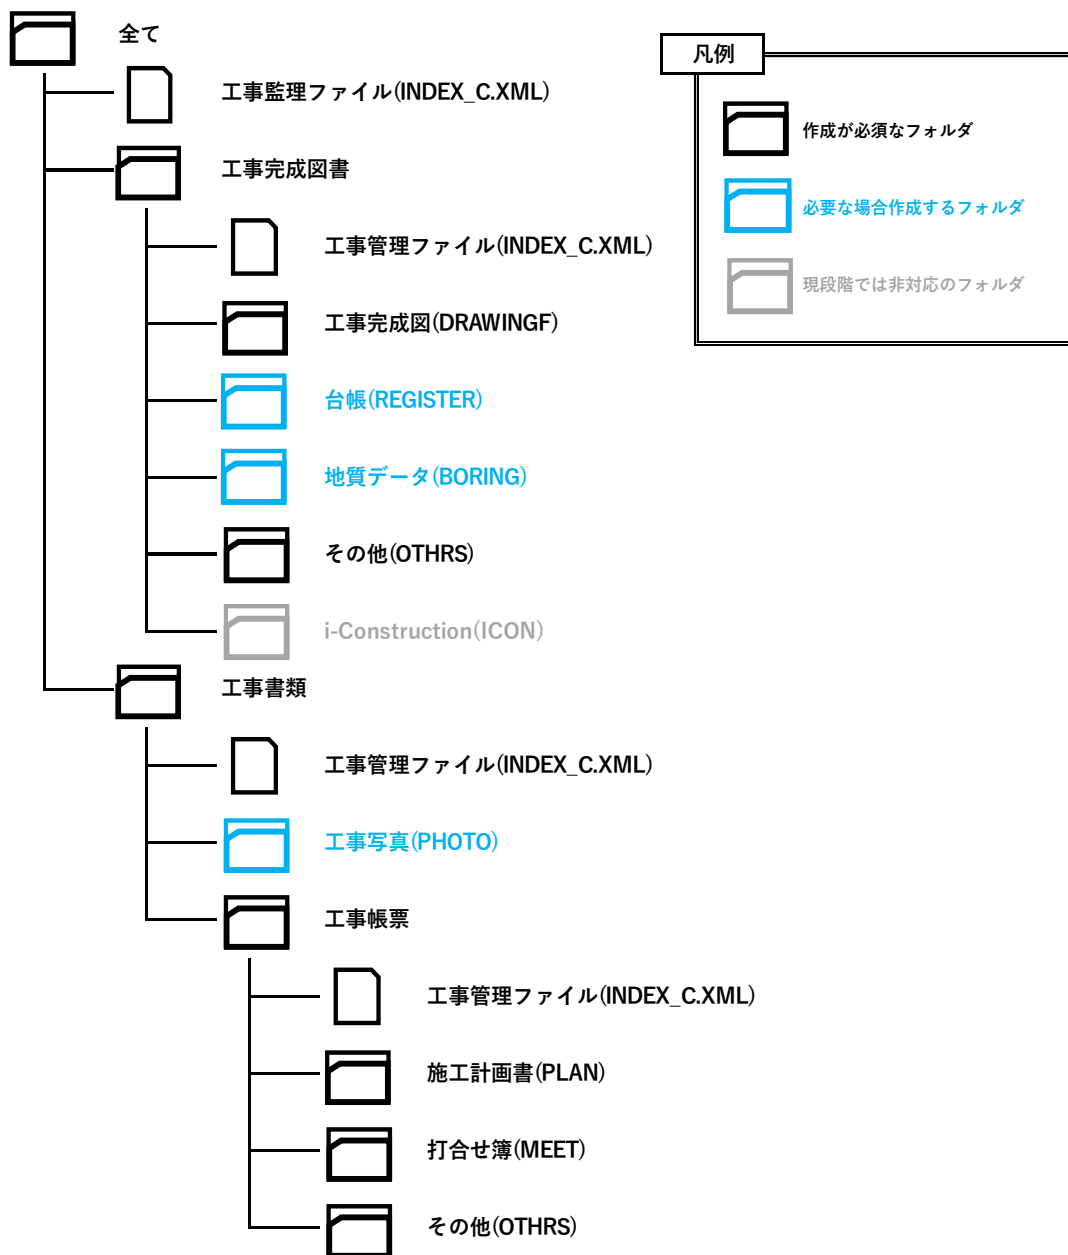 全て
工事監理ファイル(INDEX_C.XML)
工事完成図書
工事管理ファイル(INDEX_C.XML)
工事完成図(DRAWINGF)
台帳(REGISTER)
地質データ(BORING)
その他(OTHRS)
i-Construction(ICON)
工事書類
工事管理ファイル(INDEX_C.XML)
工事写真(PHOTO)
工事帳票
工事管理ファイル(INDEX_C.XML)
施工計画書(PLAN)
打合せ簿(MEET)
その他(OTHRS)
凡例
作成が必須なフォルダ
必要な場合作成するフォルダ
現段階では非対応のフォルダ